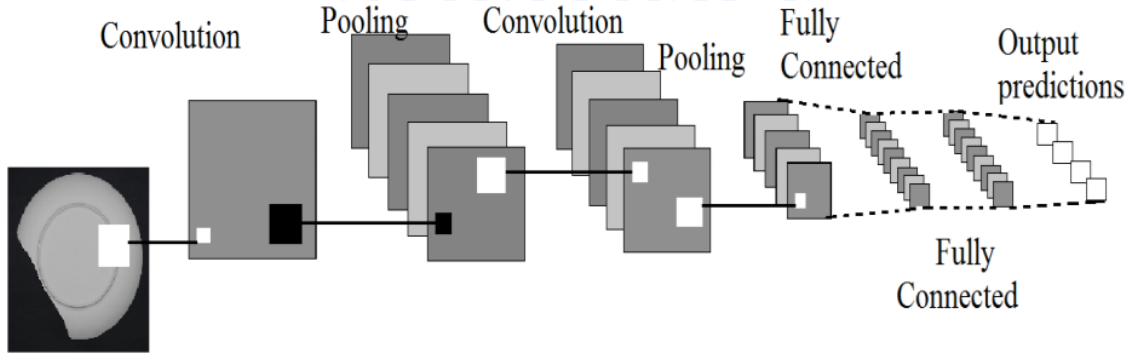 Convolution
Pooling
Convolution
Pooling
Fully
Connected
Output
predictions
Fully
Connected